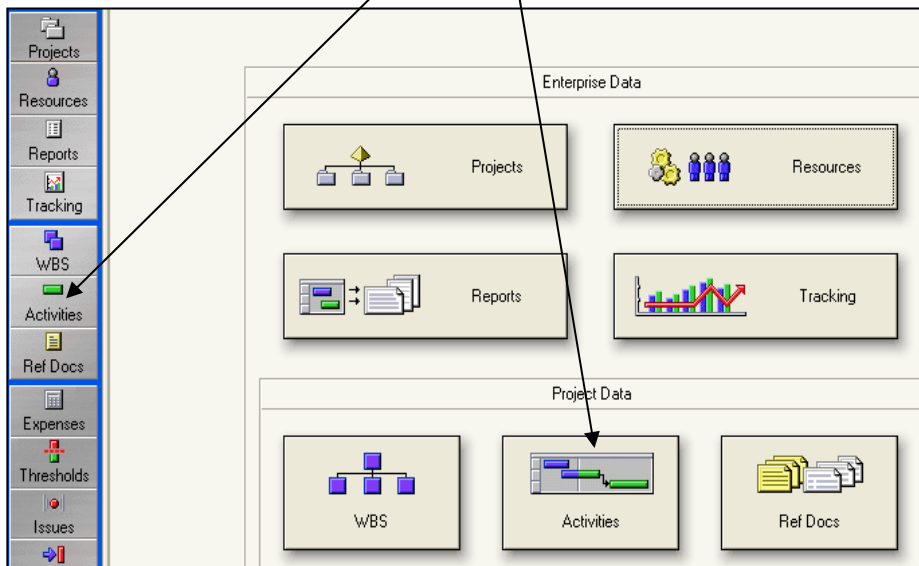 Projects
Resources
Reports
Tracking
WBS
Activities
Ref Docs
Expenses
Thresholds
Issues
Enterprise Data
Projects
Resources
Reports
Tracking
Project Data
WBS
Activities
Ref Docs